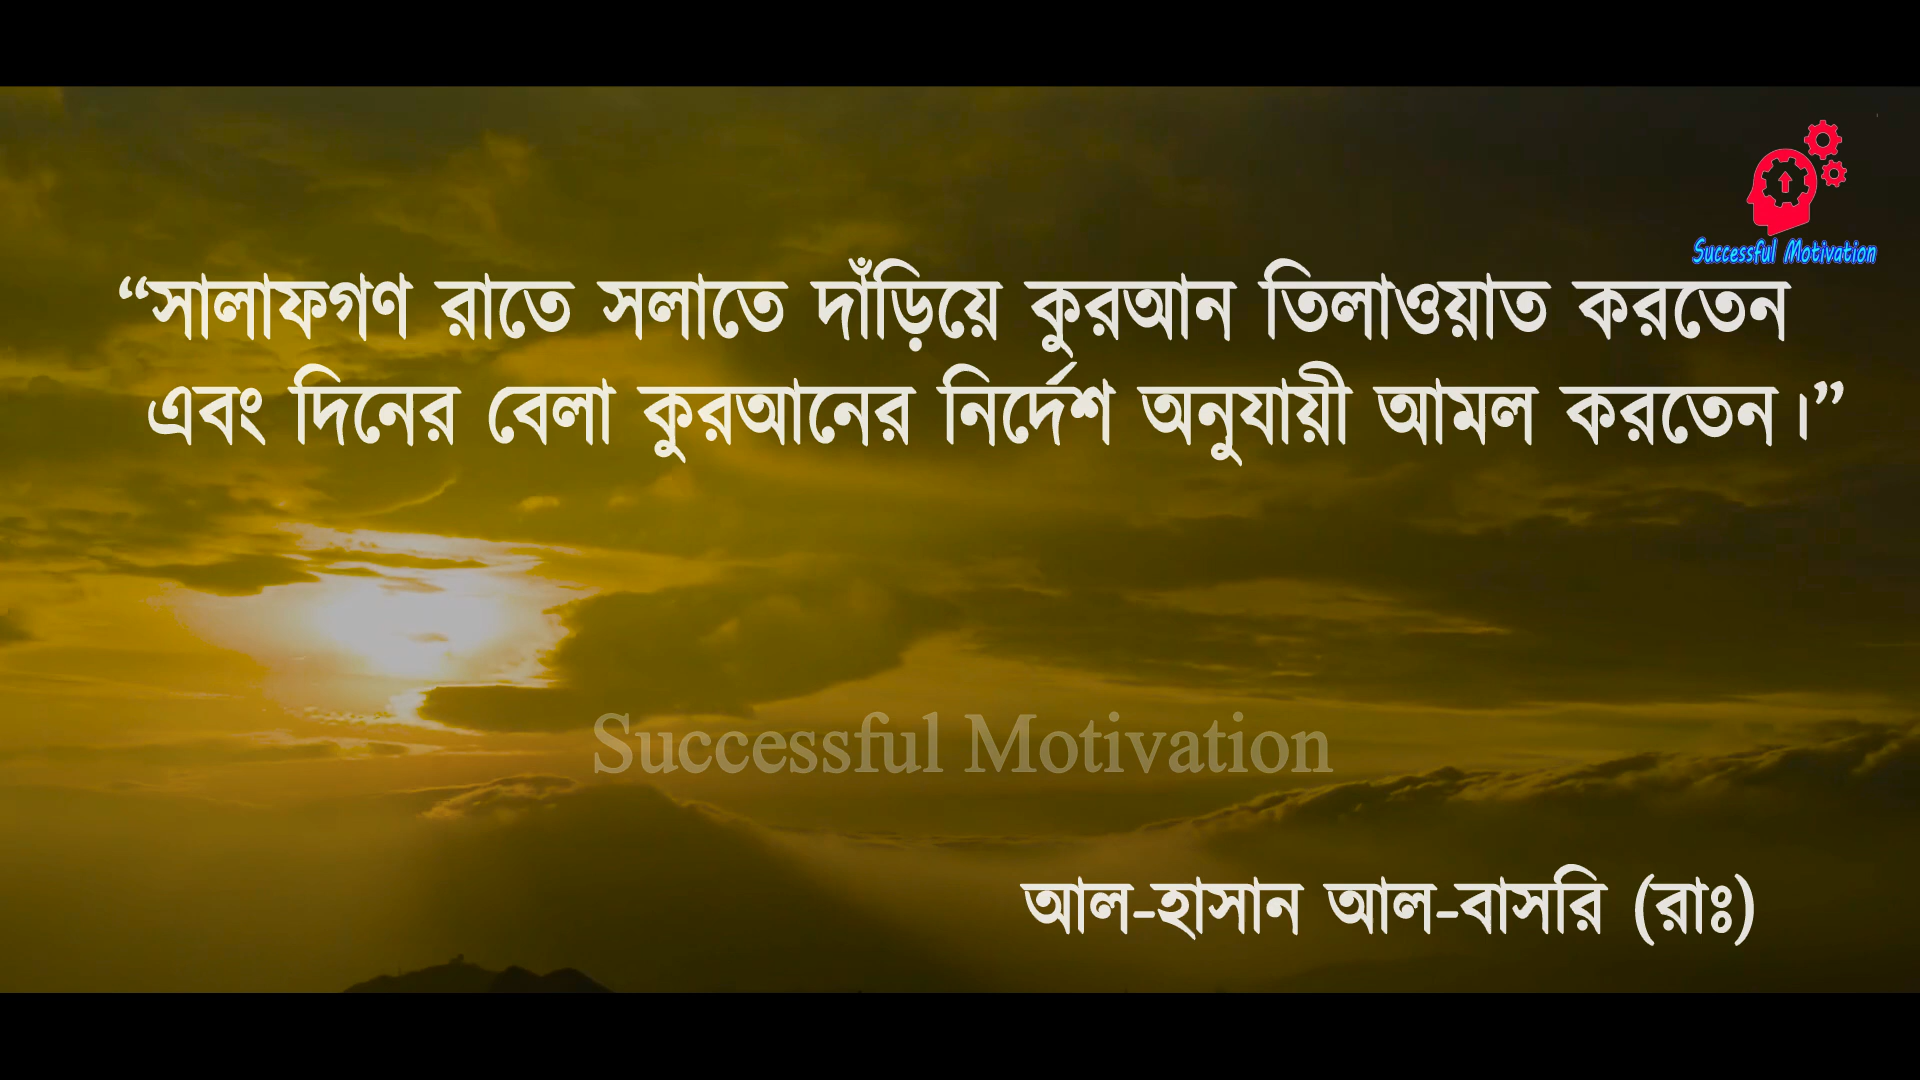 Successful Motivation
“সালাফগণ রাতে সলাতে দাঁড়িয়ে কুরআন তিলাওয়াত করতেন
এবং দিনের বেলা কুরআনের নির্দেশ অনুযায়ী আমল করতেন।”
Successful Motivation
আল-হাসান আল-বাসরি (রাঃ)